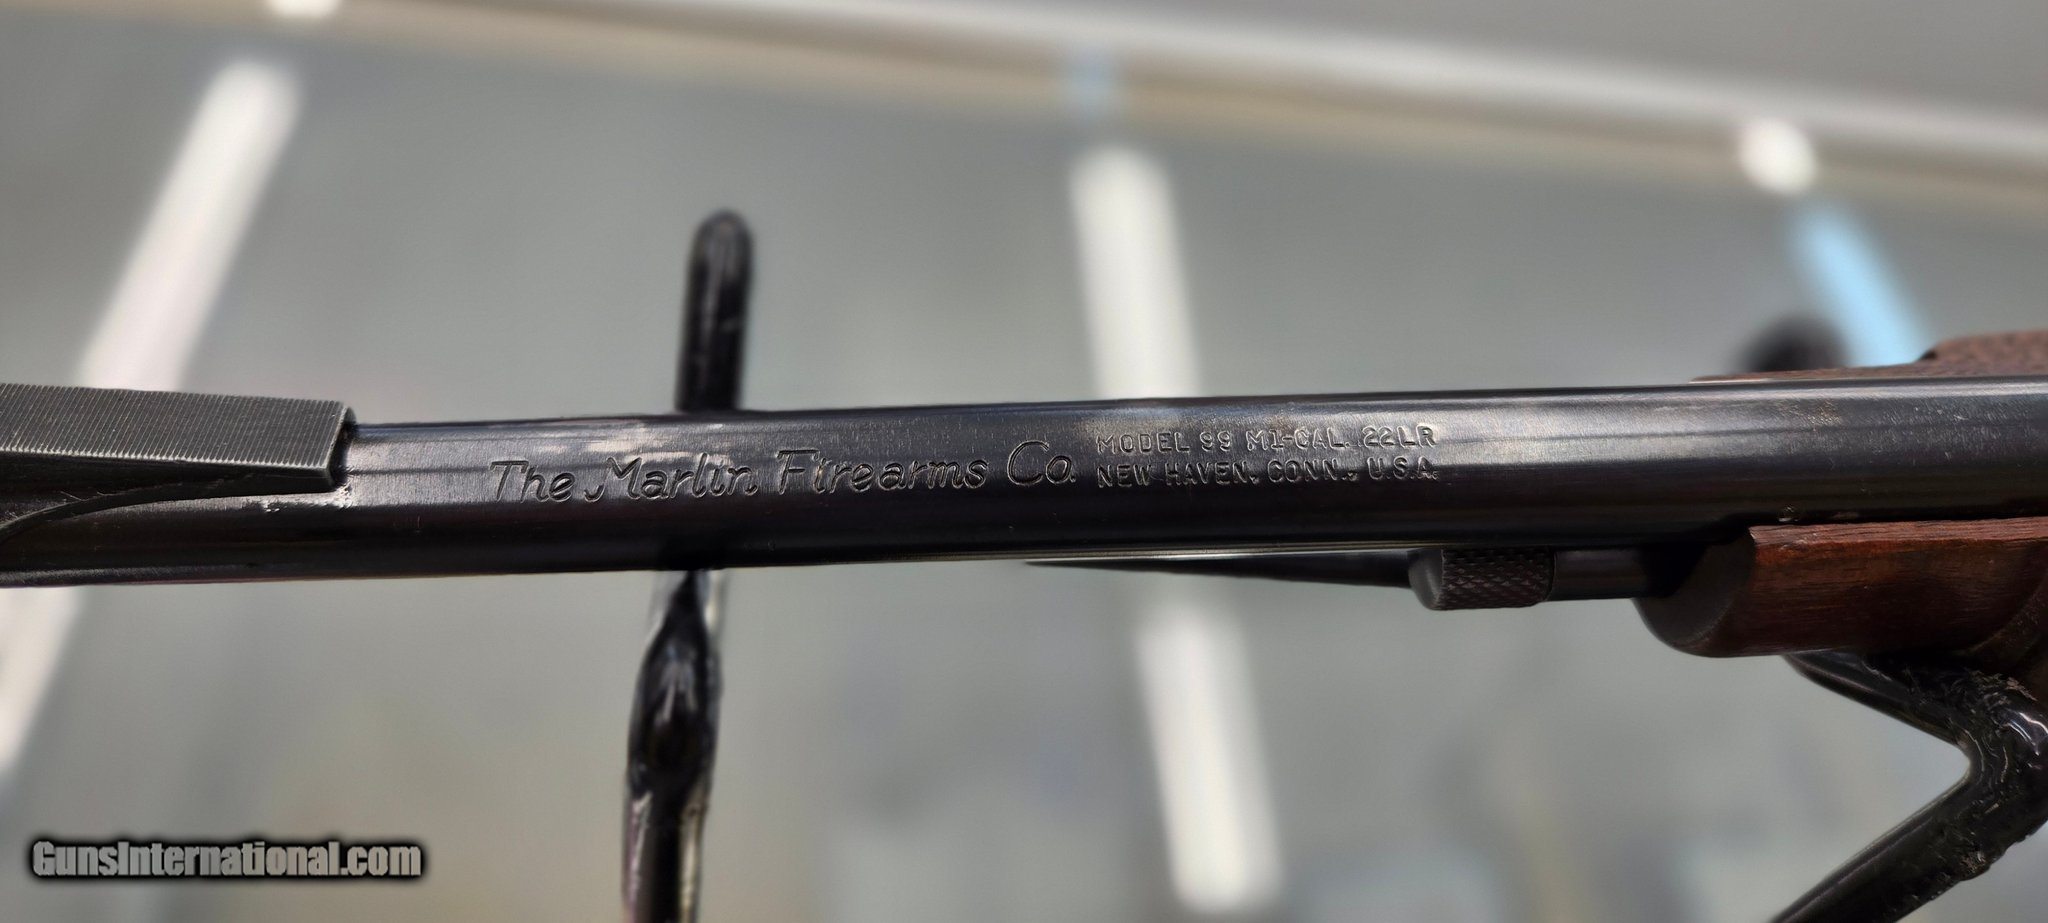 The Marlin Firearms Co.
MODEL 99 M1-CAL. 22LR
NEW HAVEN, CONN., U.S.A.
GunsInternational.com